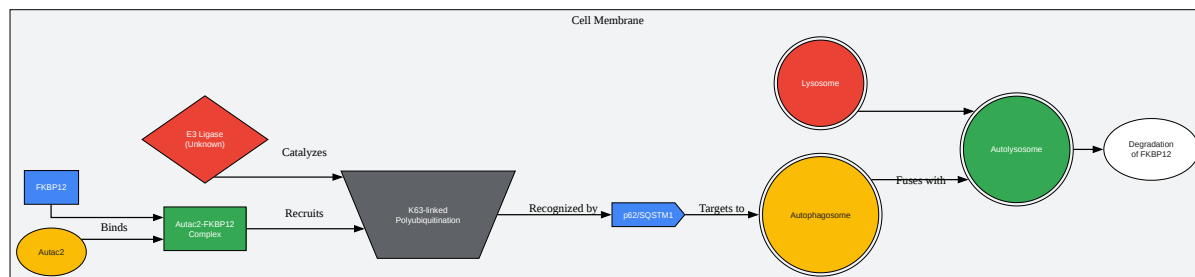 Cell Membrane
FKBP12
Autac2
Binds
Autac2-FKBP12
Complex
E3 Ligase
(Unknown)
Catalyzes
Recruits
K63-linked
Polyubiquitination
Recognized by
p62/SQSTM1
Targets to
Lysosome
Autophagosome
Fuses with
Autolysosome
Degradation
of FKBP12